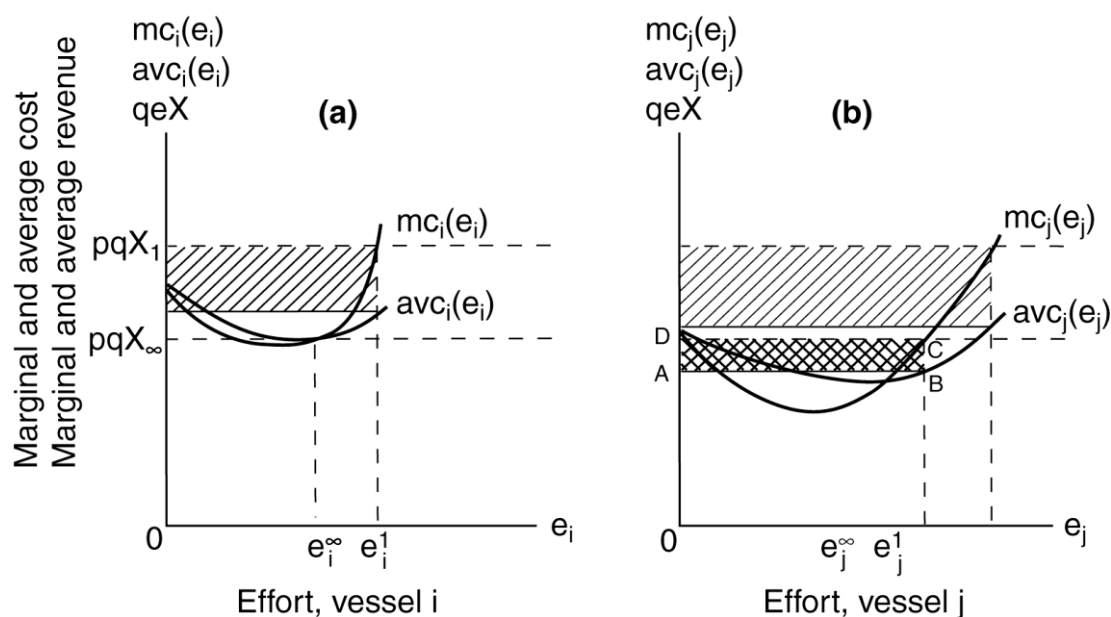 Marginal and average cost
Marginal and average revenue
mcᵢ(eᵢ)
avcᵢ(eᵢ)
qeX
(a)
pqX₁
pqX∞
mcᵢ(eᵢ)
avcᵢ(eᵢ)
0
eᵢ^∞
eᵢ¹
eᵢ
Effort, vessel i
mcⱼ(eⱼ)
avcⱼ(eⱼ)
qeX
(b)
mcⱼ(eⱼ)
avcⱼ(eⱼ)
D
C
A
B
0
eⱼ^∞
eⱼ¹
eⱼ
Effort, vessel j